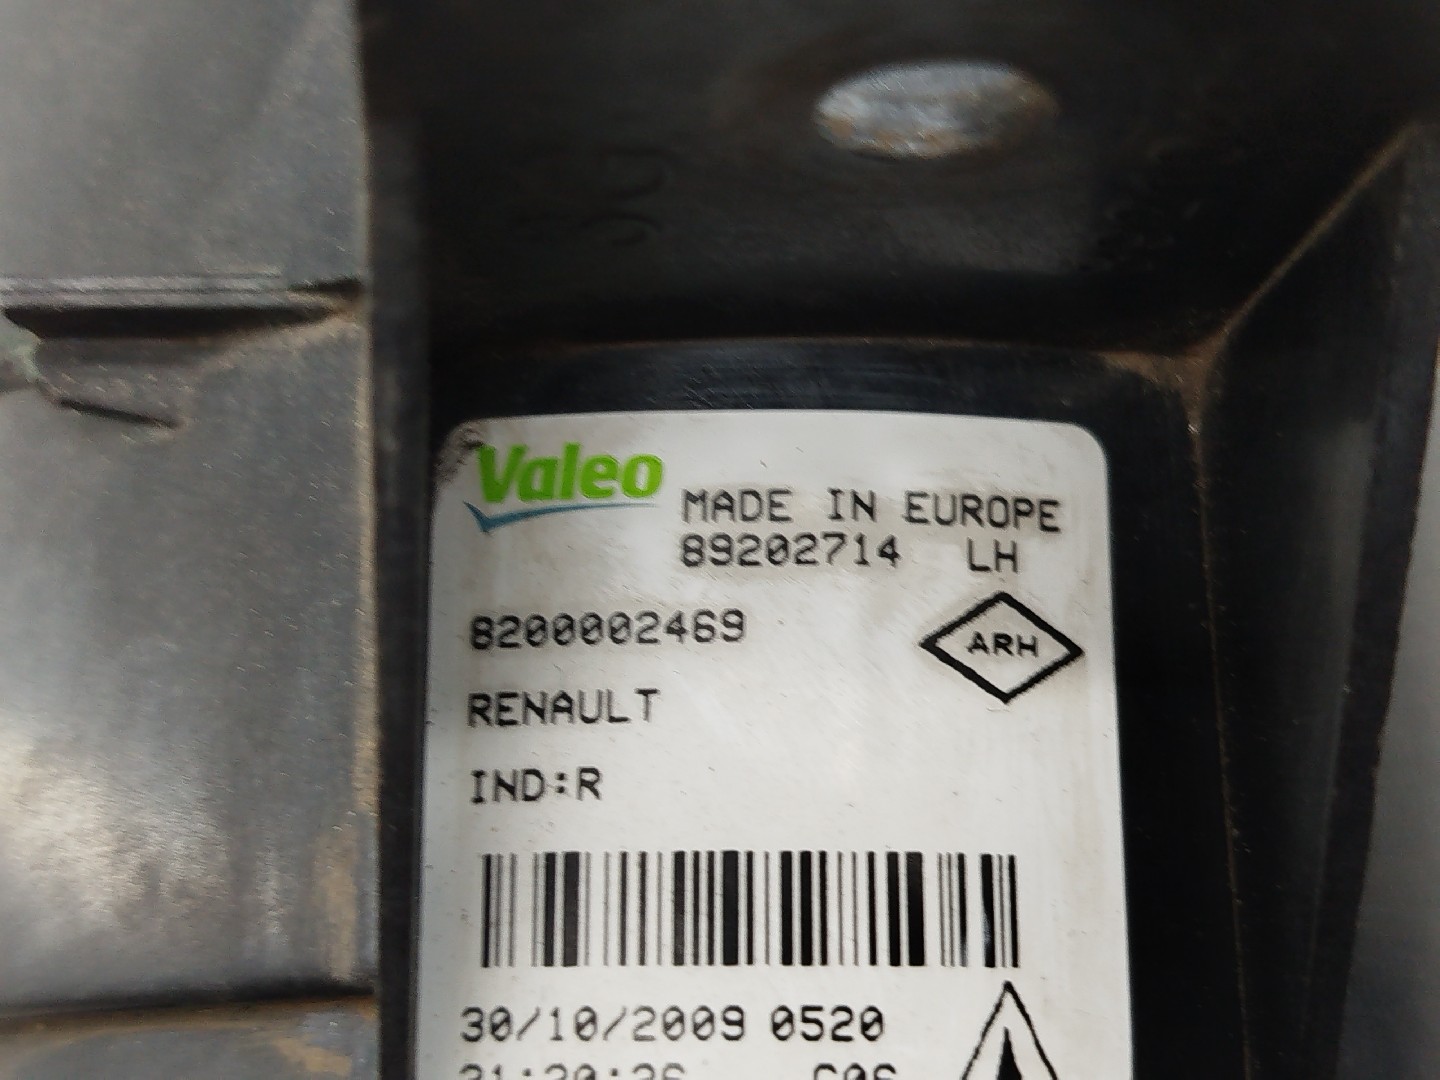 Valeo
MADE IN EUROPE
89202714 LH
8200002469
ARH
RENAULT
IND:R
30/10/2009 0520